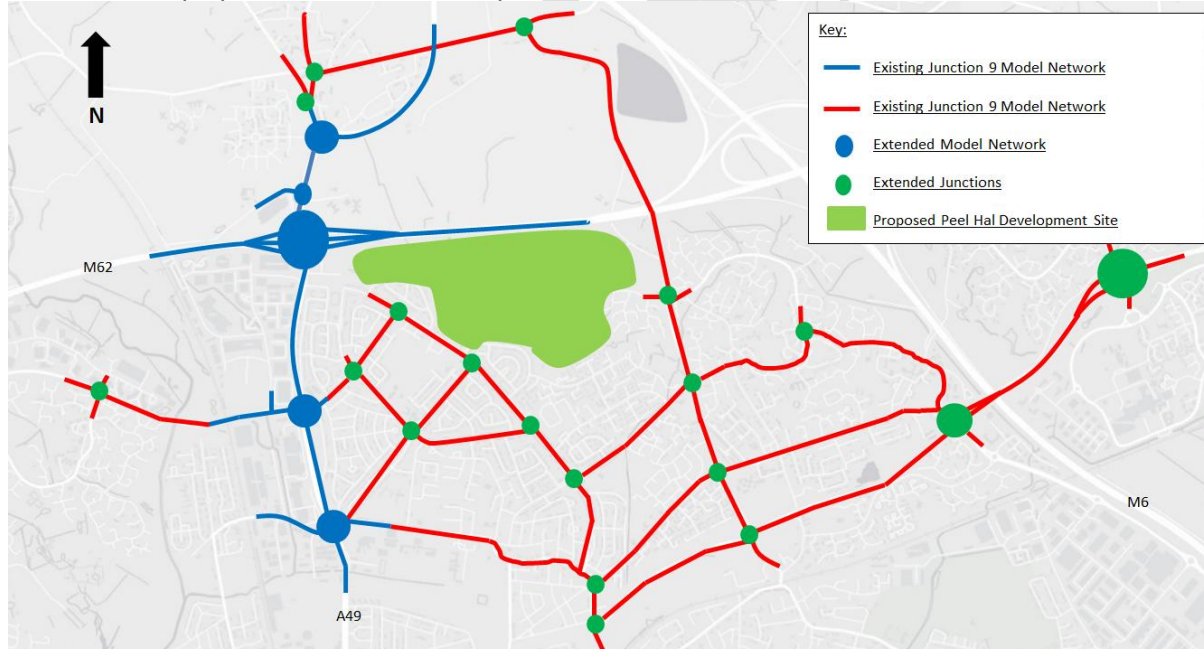 N
Key:
Existing Junction 9 Model Network
Existing Junction 9 Model Network
Extended Model Network
Extended Junctions
Proposed Peel Hal Development Site
M62
M6
A49